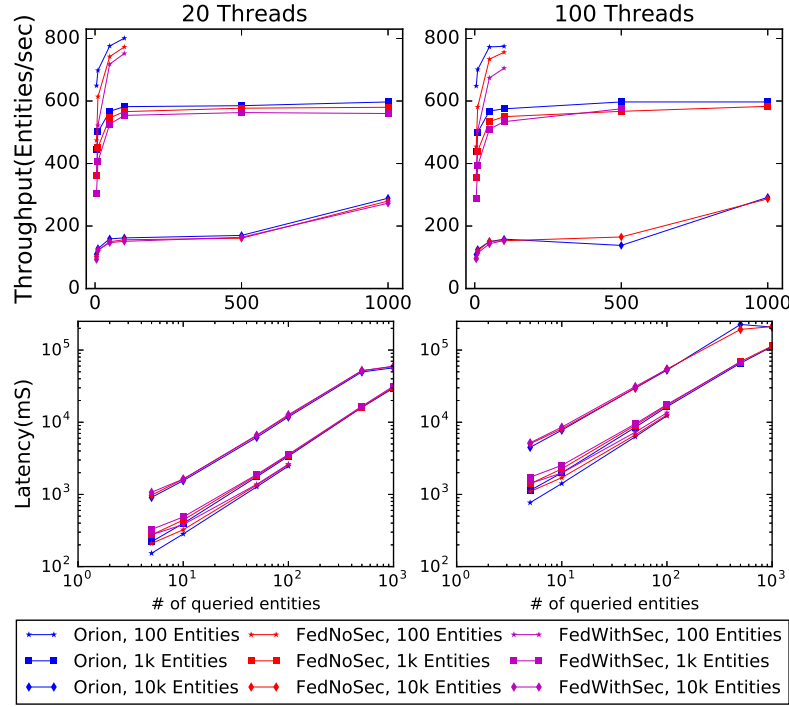 20 Threads
100 Threads
Throughput(Entities/sec)
800
600
400
200
0
0
500
1000
800
600
400
200
0
0
500
1000
Latency(mS)
10^5
10^4
10^3
10^2
10^0
10^1
10^2
10^3
# of queried entities
10^5
10^4
10^3
10^2
10^0
10^1
10^2
10^3
# of queried entities
Orion, 100 Entities
FedNoSec, 100 Entities
FedWithSec, 100 Entities
Orion, 1k Entities
FedNoSec, 1k Entities
FedWithSec, 1k Entities
Orion, 10k Entities
FedNoSec, 10k Entities
FedWithSec, 10k Entities